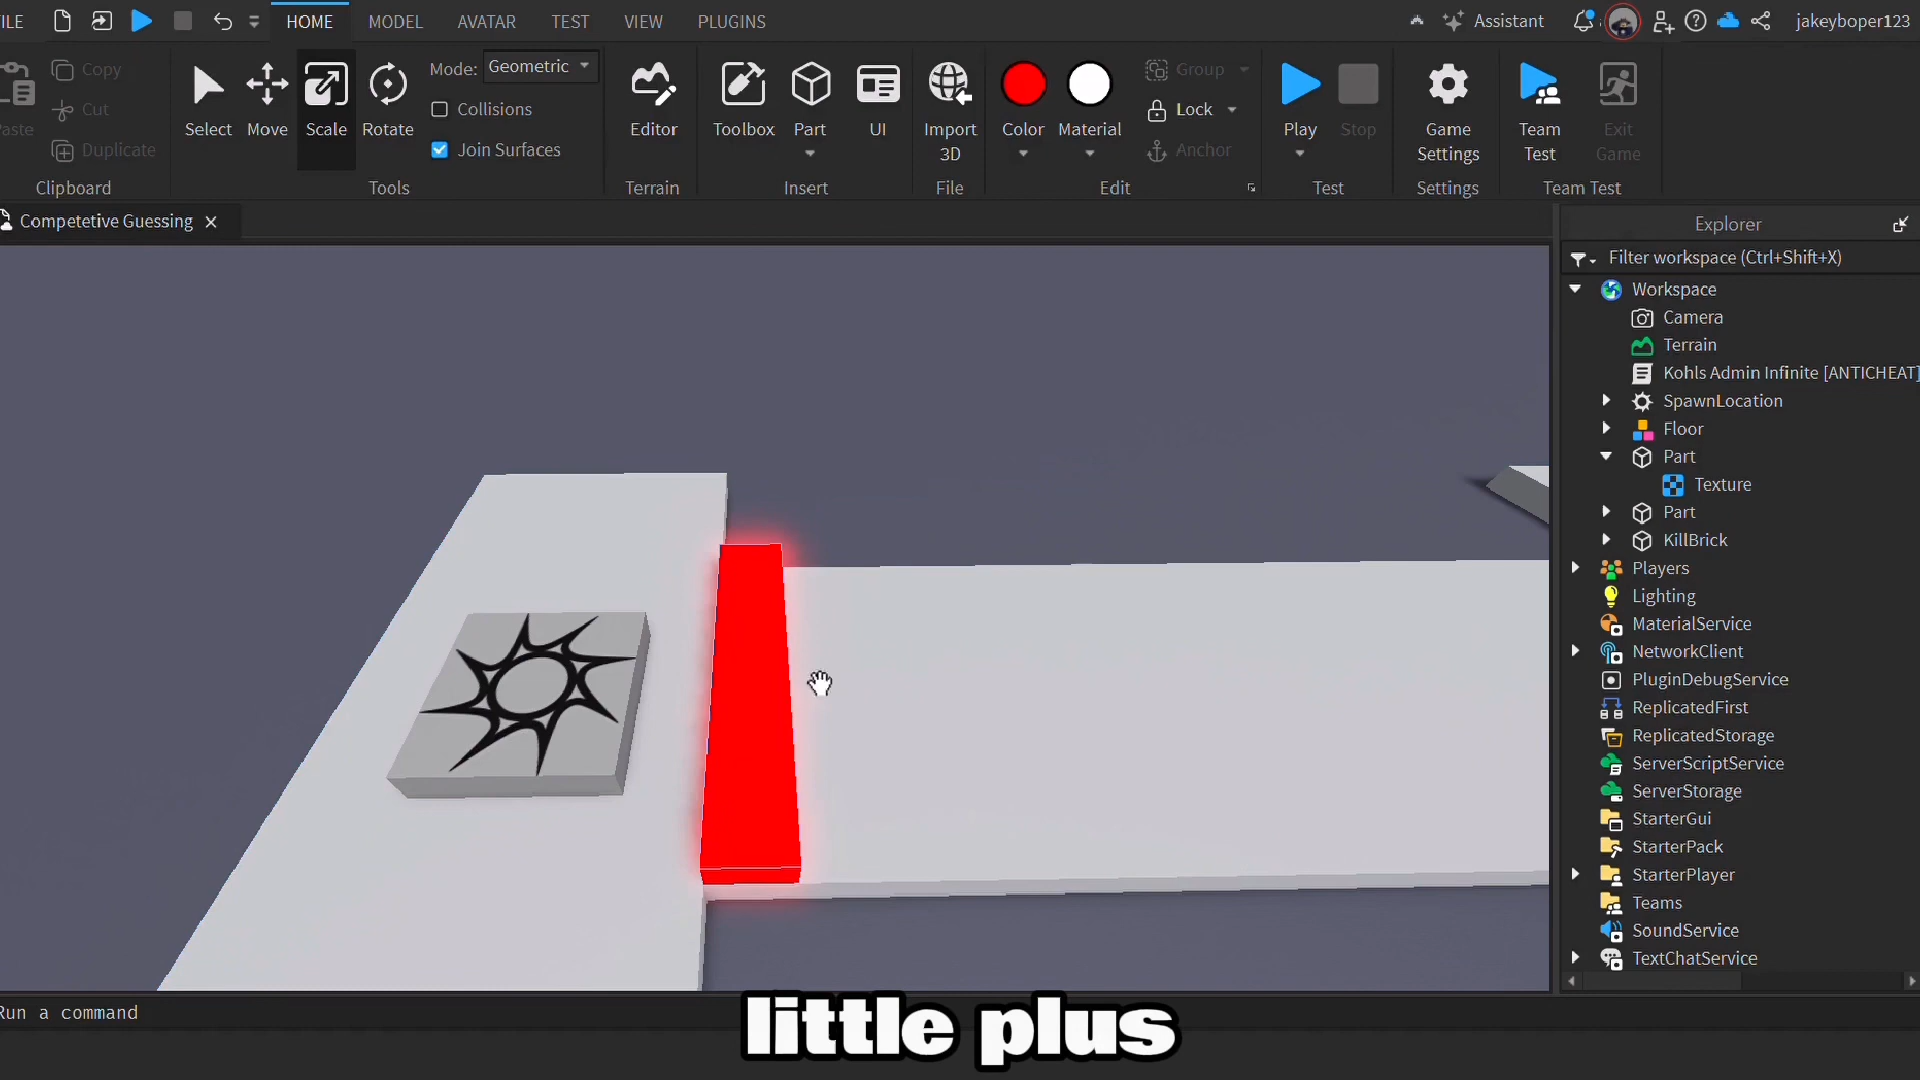 ILE
HOME
MODEL
AVATAR
TEST
VIEW
PLUGINS
Assistant
jakeyboper123
aste
Copy
Cut
Duplicate
Clipboard
Select
Move
Scale
Rotate
Mode: Geometric
Collisions
Join Surfaces
Tools
Editor
Terrain
Toolbox
Part
UI
Insert
Import
3D
File
Color
Material
Group
Lock
Anchor
Edit
Play
Stop
Test
Game
Settings
Settings
Team
Test
Exit
Game
Team Test
Competetive Guessing
Explorer
Filter workspace (Ctrl+Shift+X)
Workspace
Camera
Terrain
Kohls Admin Infinite [ANTICHEAT]
SpawnLocation
Floor
Part
Texture
Part
KillBrick
Players
Lighting
MaterialService
NetworkClient
PluginDebugService
ReplicatedFirst
ReplicatedStorage
ServerScriptService
ServerStorage
StarterGui
StarterPack
StarterPlayer
Teams
SoundService
TextChatService
Run a command
little plus